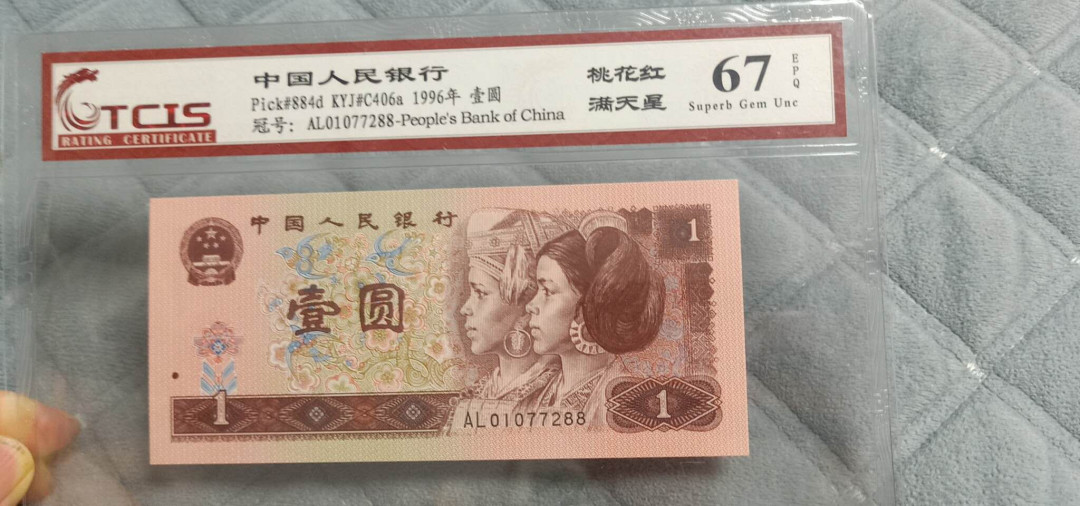 TCIS
RATING CERTIFICATE
中国人民银行
Pick#884d KYJ#C406a 1996年 壹圆
冠号: AL01077288-People's Bank of China
桃花红
满天星
67
EPQ
Superb Gem Unc
中国人民银行
1
壹圆
1
AL01077288
1